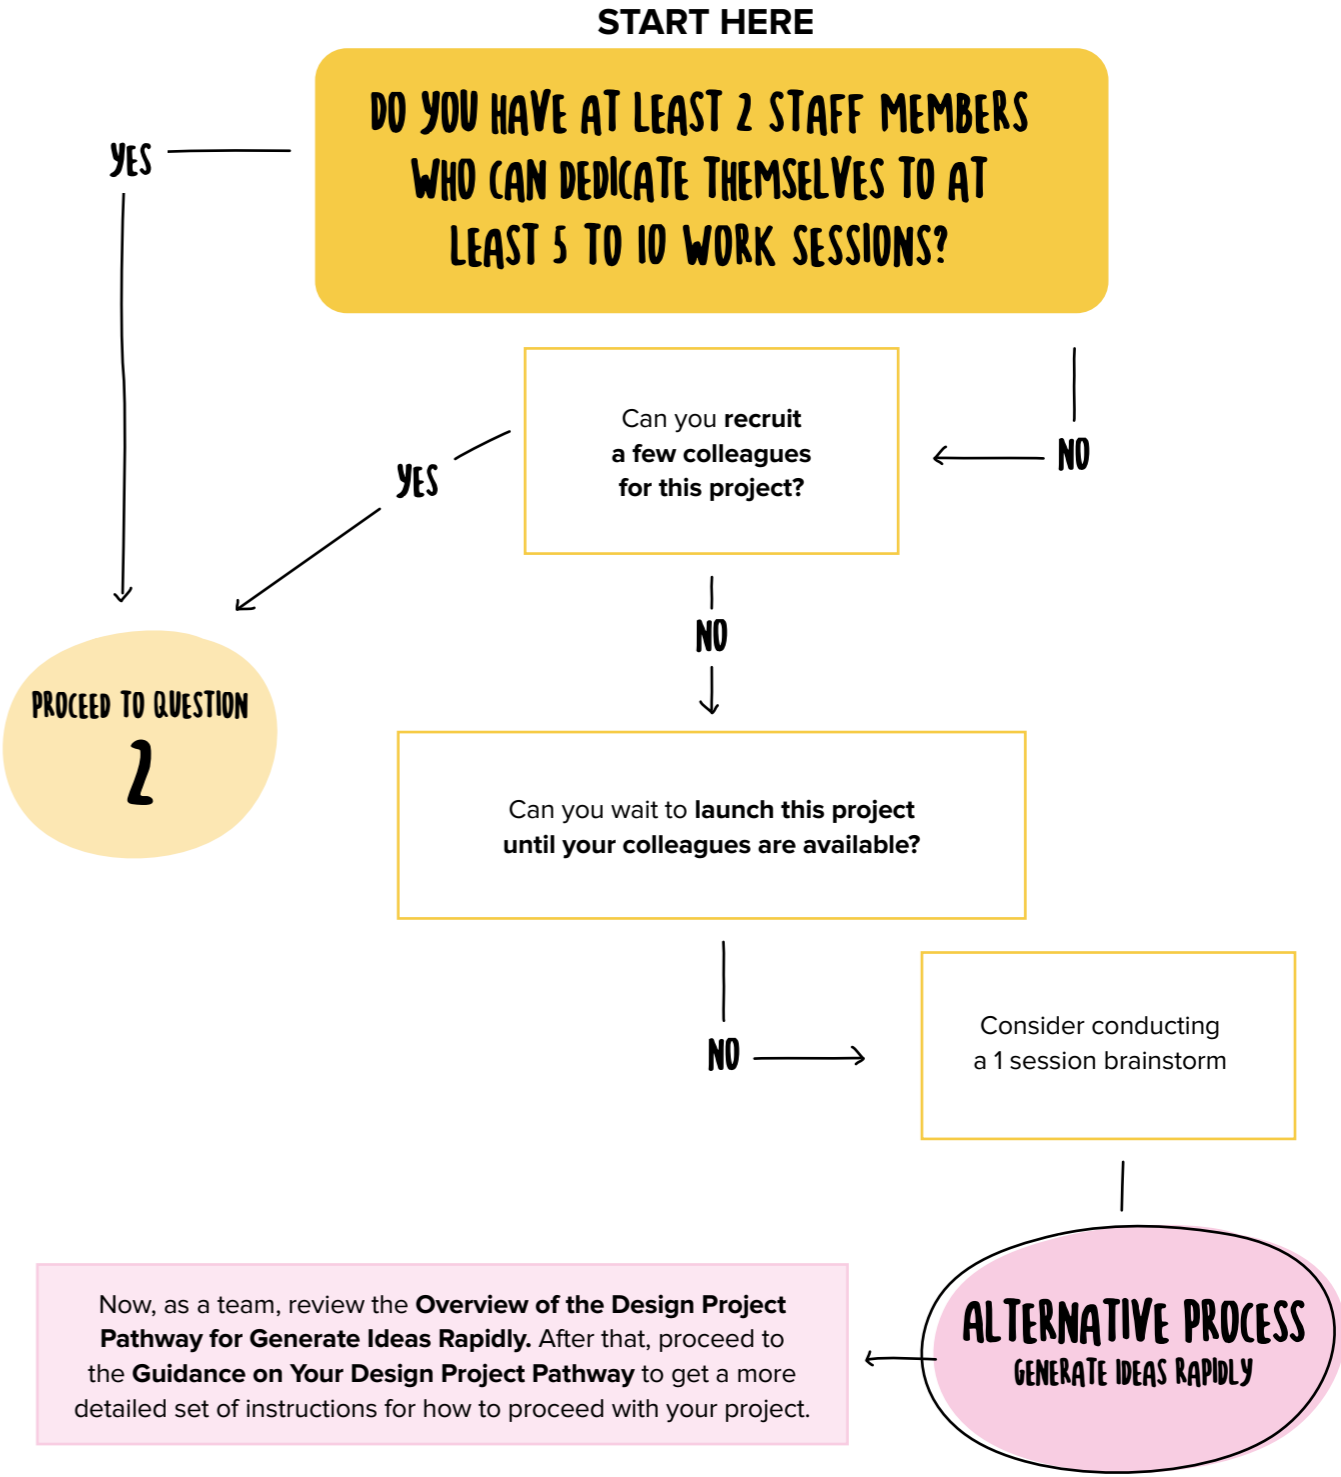 START HERE
DO YOU HAVE AT LEAST 2 STAFF MEMBERS
WHO CAN DEDICATE THEMSELVES TO AT
LEAST 5 TO 10 WORK SESSIONS?
YES
NO
Can you recruit
a few colleagues
for this project?
YES
NO
PROCEED TO QUESTION
2
Can you wait to launch this project
until your colleagues are available?
NO
Consider conducting
a 1 session brainstorm
ALTERNATIVE PROCESS
GENERATE IDEAS RAPIDLY
Now, as a team, review the Overview of the Design Project
Pathway for Generate Ideas Rapidly. After that, proceed to
the Guidance on Your Design Project Pathway to get a more
detailed set of instructions for how to proceed with your project.